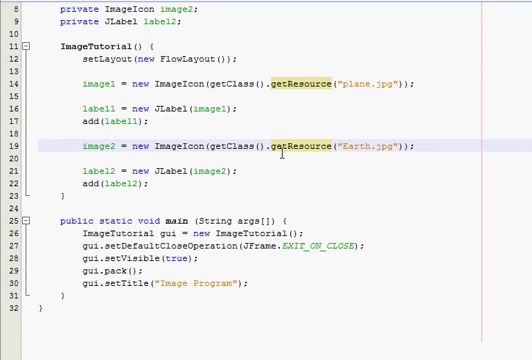 8 private ImageIcon image2;
9 private JLabel label2;
10
11 ImageTutorial() {
12 setLayout(new FlowLayout());
13
14 image1 = new ImageIcon(getClass().getResource("plane.jpg"));
15
16 label1 = new JLabel(image1);
17 add(label1);
18
19 image2 = new ImageIcon(getClass().getResource("Earth.jpg"));
20
21 label2 = new JLabel(image2);
22 add(label2);
23 }
24
25 public static void main (String args[]) {
26 ImageTutorial gui = new ImageTutorial();
27 gui.setDefaultCloseOperation(JFrame.EXIT_ON_CLOSE);
28 gui.setVisible(true);
29 gui.pack();
30 gui.setTitle("Image Program");
31 }
32 }